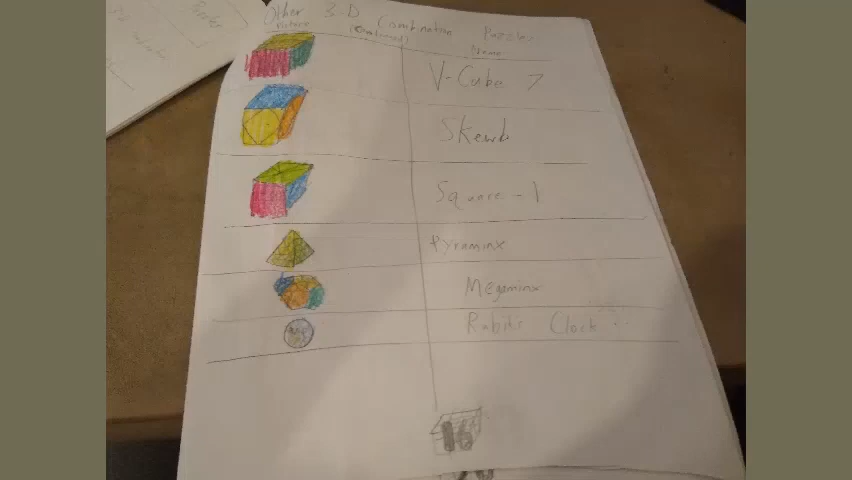 Other 3-D Combination Puzzles
Picture (Continued) Name
V-Cube 7
Skewb
Square-1
Pyraminx
Megaminx
Rubik's Clock
16